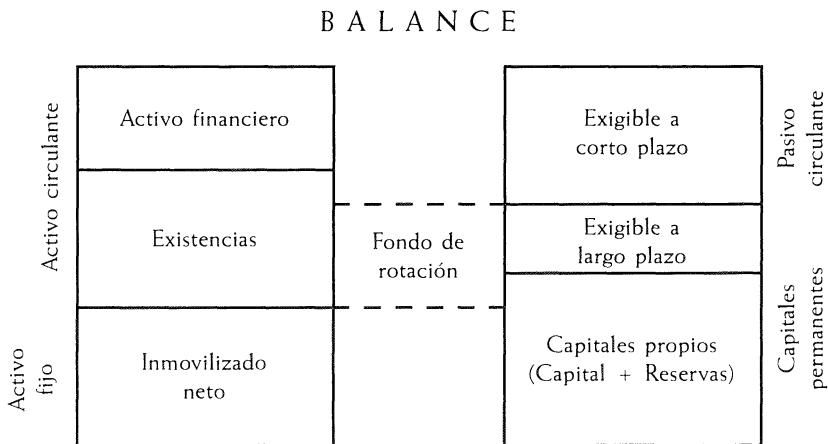 BALANCE
Activo circulante
Activo financiero
Existencias
Activo
fijo
Inmovilizado
neto
Fondo de
rotación
Exigible a
corto plazo
Pasivo
circulante
Exigible a
largo plazo
Capitales propios
(Capital + Reservas)
Capitales
permanentes